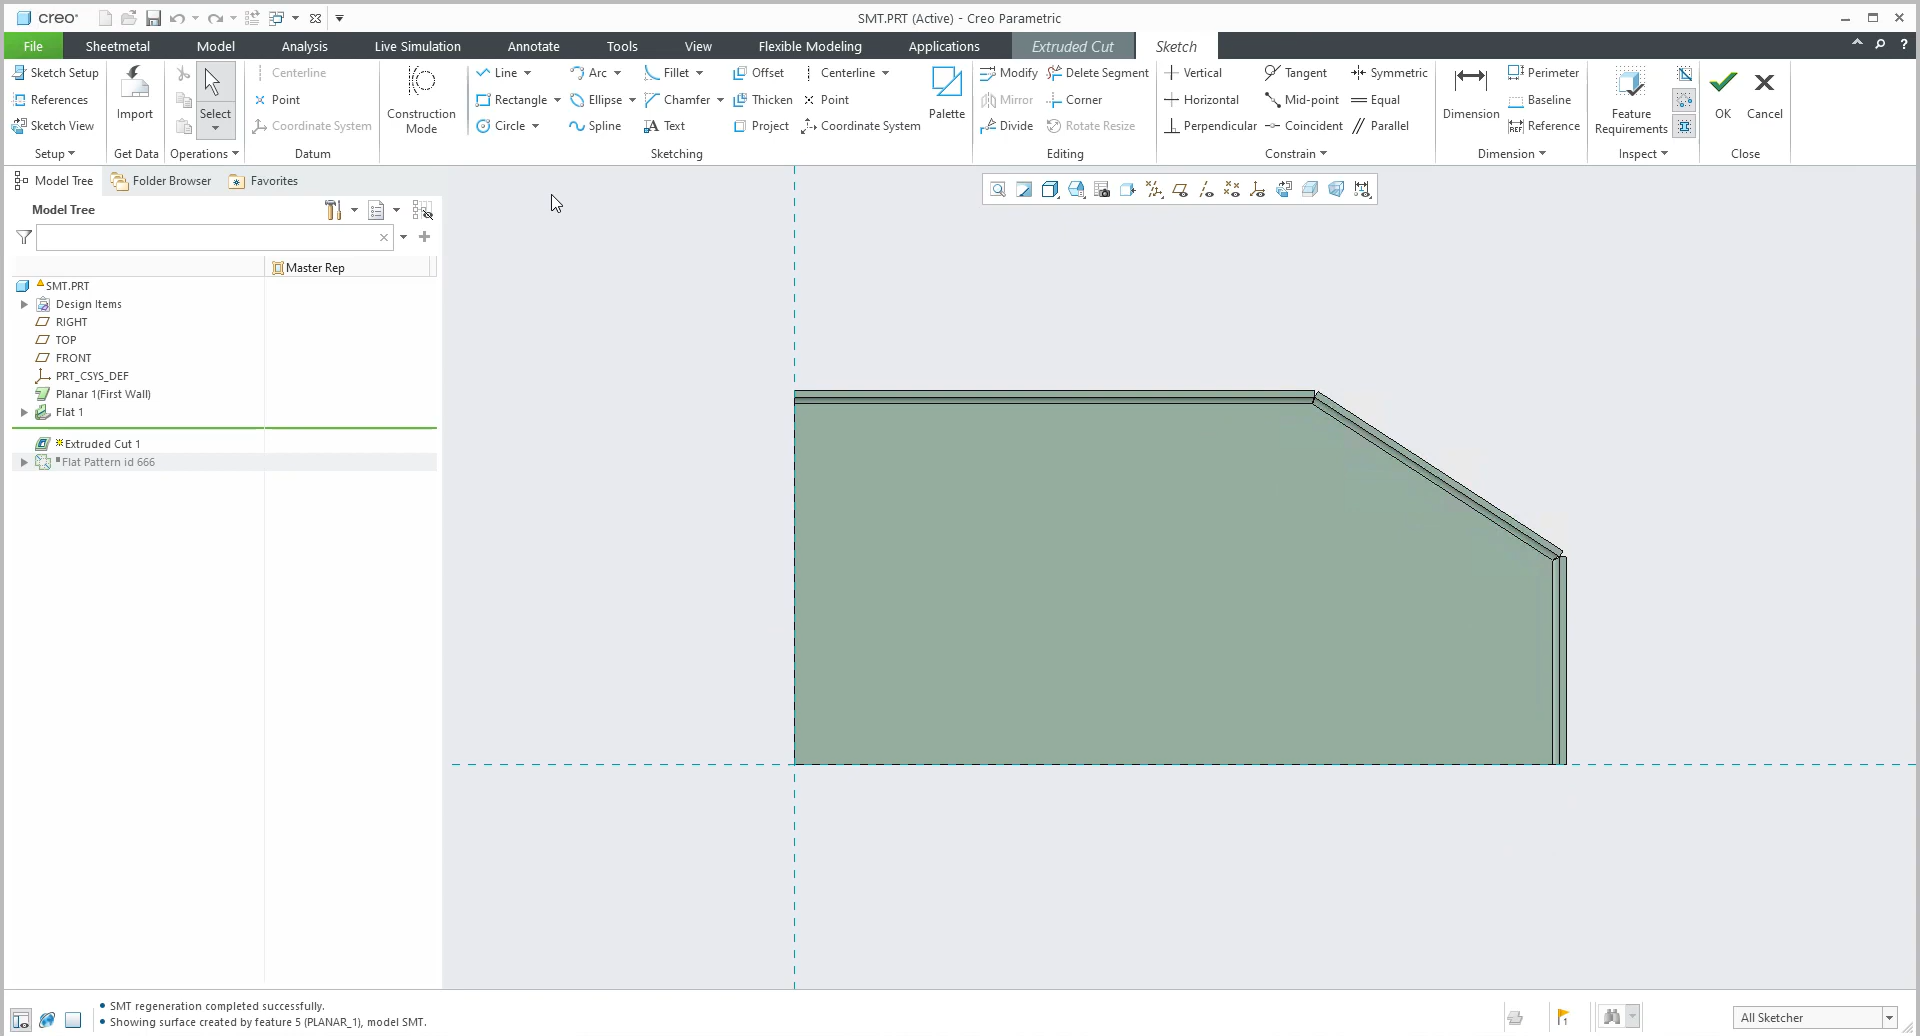 creo
SMT.PRT (Active) - Creo Parametric
File Sheetmetal Model Analysis Live Simulation Annotate Tools View Flexible Modeling Applications Extruded Cut Sketch
Sketch Setup
References
Sketch View
Setup
Import
Get Data
Select
Operations
Centerline
Point
Coordinate System
Datum
Construction
Mode
Line Arc Fillet Offset Centerline
Rectangle Ellipse Chamfer Thicken Point
Circle Spline Text Project Coordinate System
Palette
Sketching
Modify Delete Segment
Mirror Corner
Divide Rotate Resize
Editing
Vertical Tangent Symmetric
Horizontal Mid-point Equal
Perpendicular Coincident Parallel
Constrain
Dimension
Perimeter
Baseline
REF Reference
Dimension
Feature
Requirements
Inspect
OK Cancel
Close
Model Tree Folder Browser Favorites
Model Tree
Master Rep
SMT.PRT
Design Items
RIGHT
TOP
FRONT
PRT_CSYS_DEF
Planar 1(First Wall)
Flat 1
Extruded Cut 1
Flat Pattern id 666
SMT regeneration completed successfully.
Showing surface created by feature 5 (PLANAR_1), model SMT.
1
All Sketcher